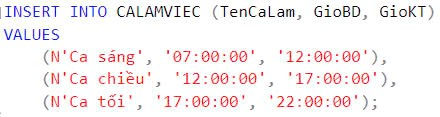 INSERT INTO CALAMVIEC (TenCaLam, GioBD, GioKT)
VALUES
(N'Ca sáng', '07:00:00', '12:00:00'),
(N'Ca chiều', '12:00:00', '17:00:00'),
(N'Ca tối', '17:00:00', '22:00:00');